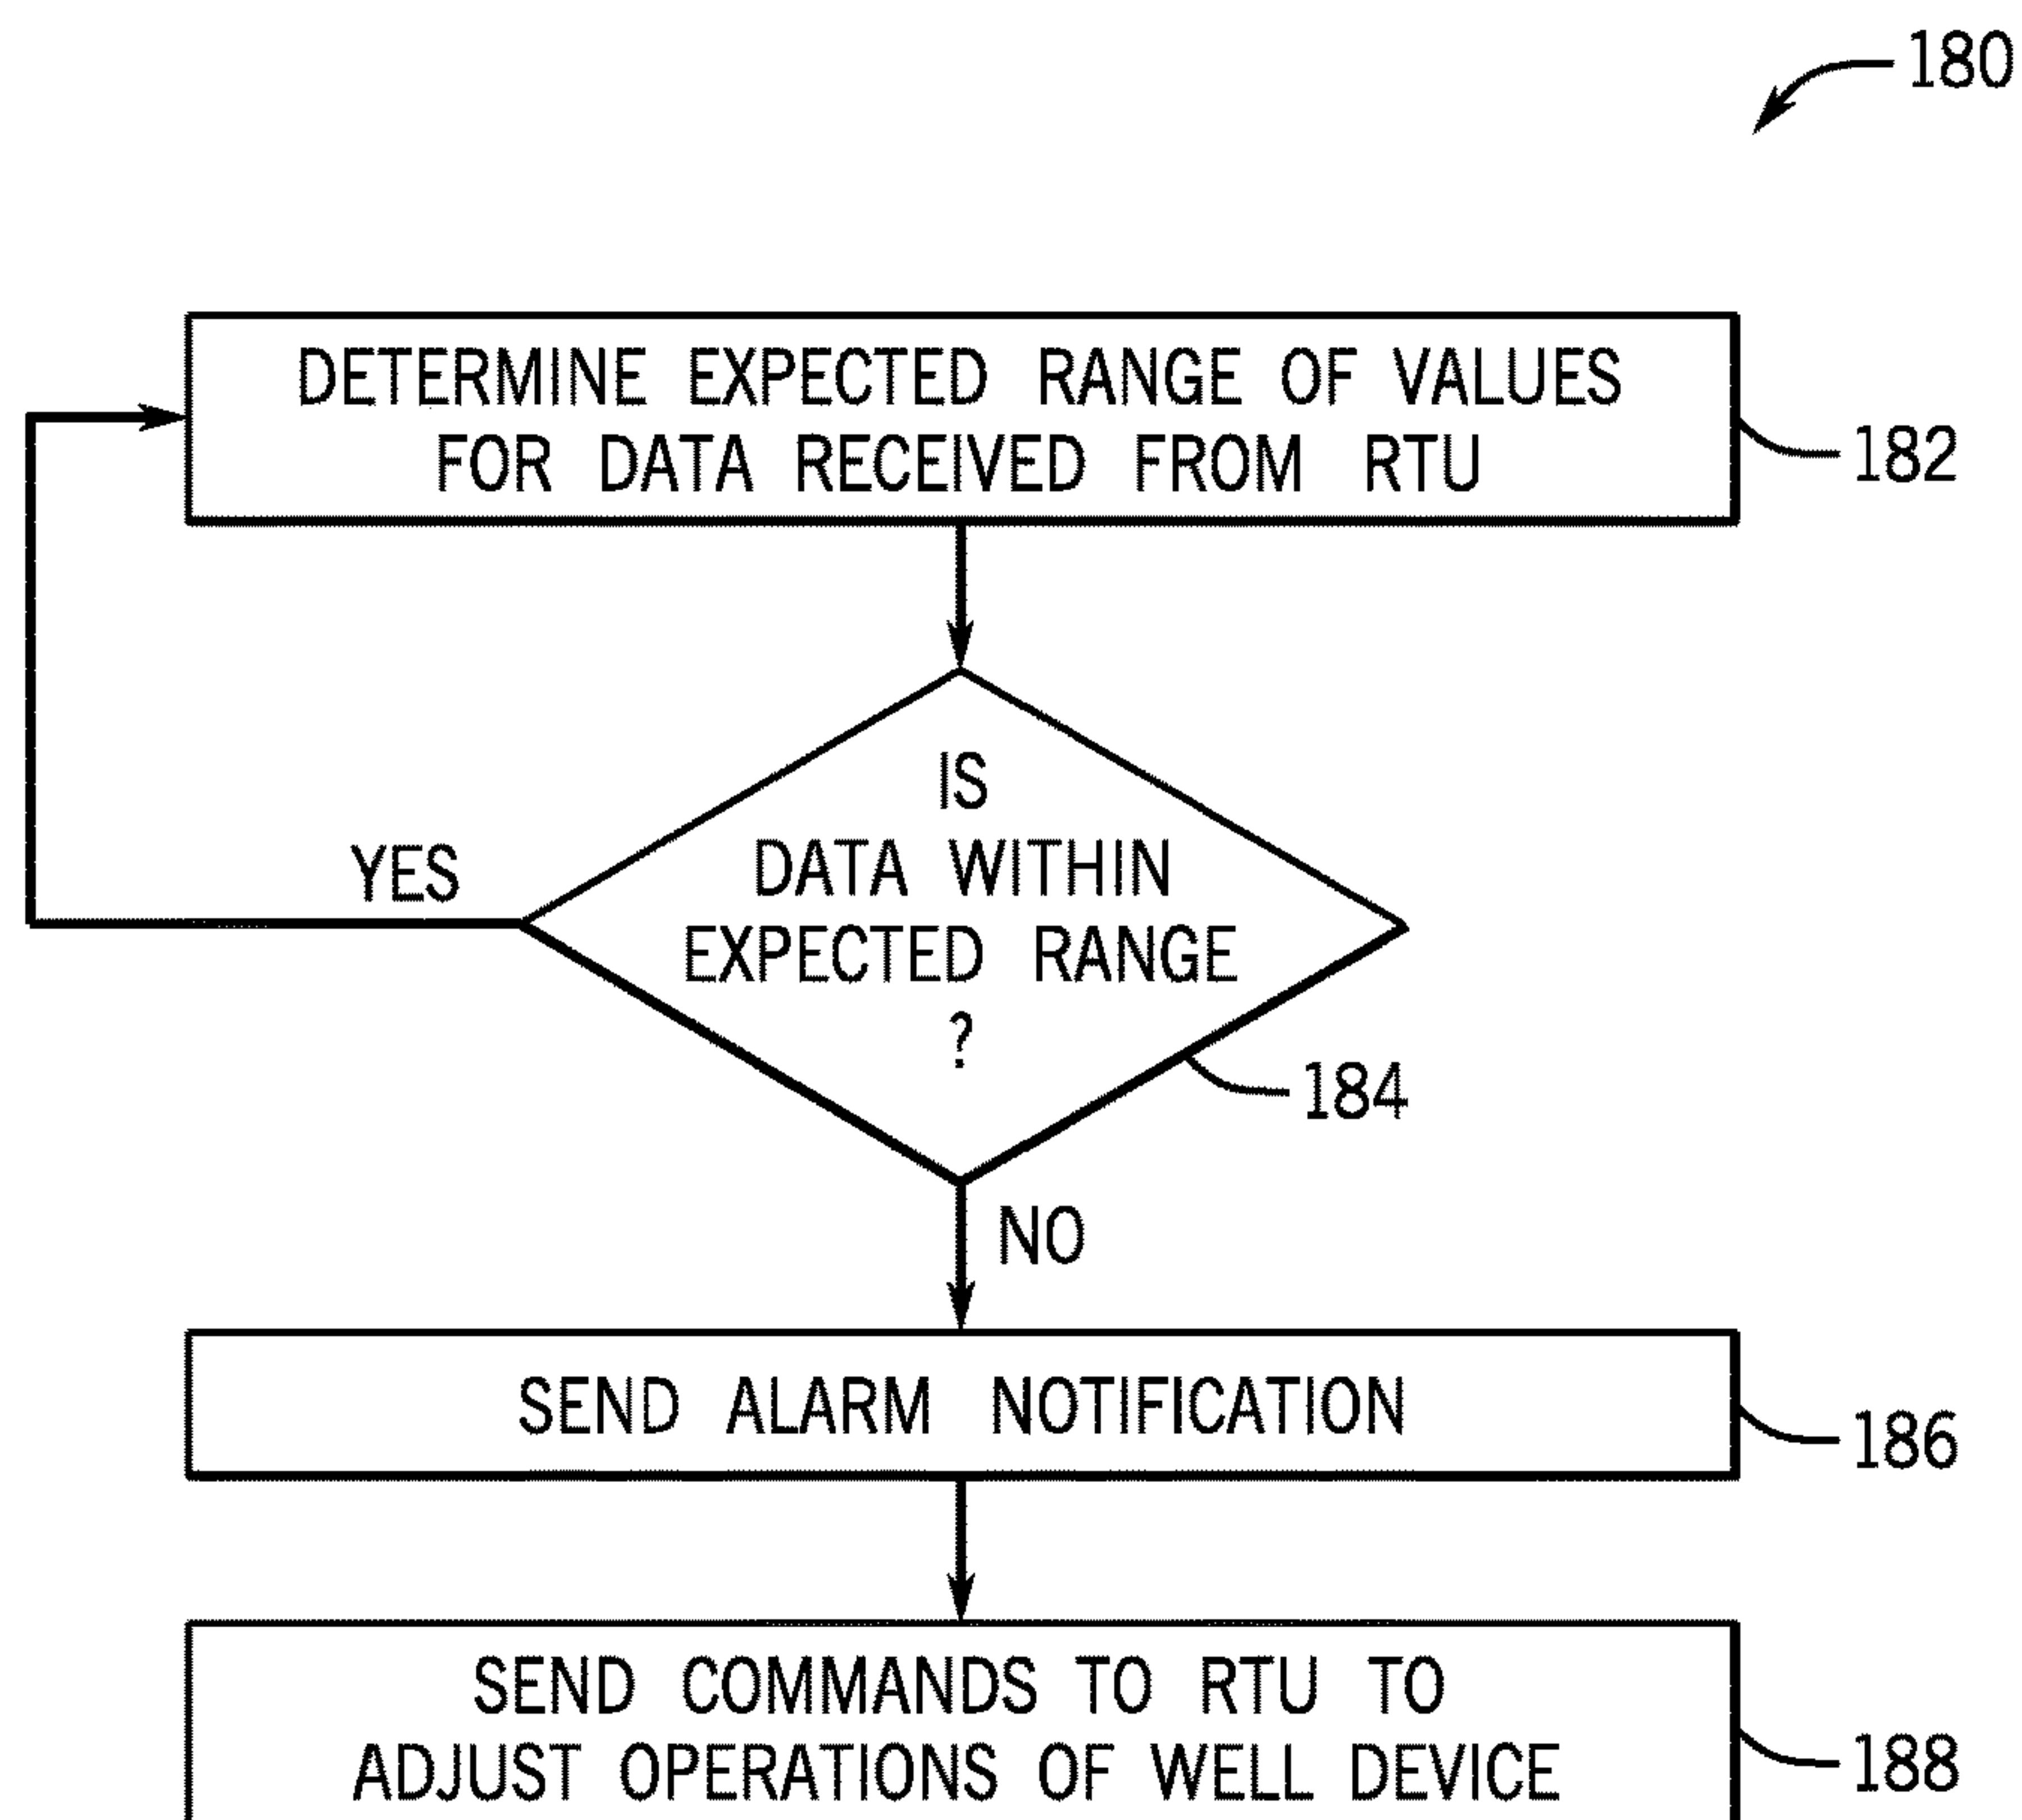 180
DETERMINE EXPECTED RANGE OF VALUES
FOR DATA RECEIVED FROM RTU
182
IS
DATA WITHIN
EXPECTED RANGE
?
YES
184
NO
SEND ALARM NOTIFICATION
186
SEND COMMANDS TO RTU TO
ADJUST OPERATIONS OF WELL DEVICE
188